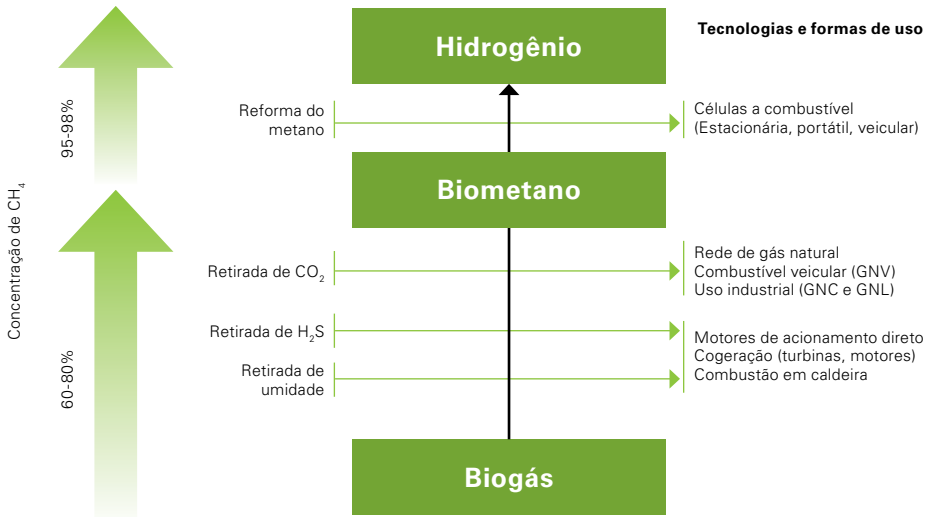 Hidrogênio
Tecnologias e formas de uso
Reforma do
metano
Células a combustível
(Estacionária, portátil, veicular)
95-98%
Biometano
Concentração de CH₄
Retirada de CO₂
Rede de gás natural
Combustível veicular (GNV)
Uso industrial (GNC e GNL)
Retirada de H₂S
Motores de acionamento direto
Cogeração (turbinas, motores)
Combustão em caldeira
Retirada de
umidade
60-80%
Biogás